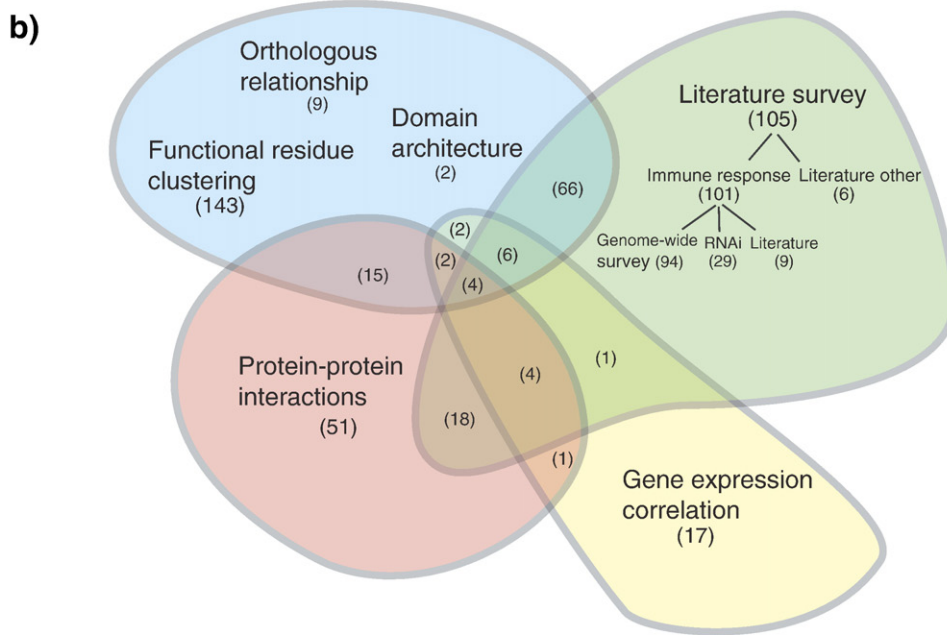 b)
Orthologous
relationship
(9)
Domain
architecture
(2)
Functional residue
clustering
(143)
Literature survey
(105)
Immune response
(101)
Literature other
(6)
Genome-wide
survey (94)
RNAi
(29)
Literature
(9)
(66)
(2)
(2)
(6)
(4)
(15)
Protein-protein
interactions
(51)
(4)
(1)
(18)
(1)
Gene expression
correlation
(17)